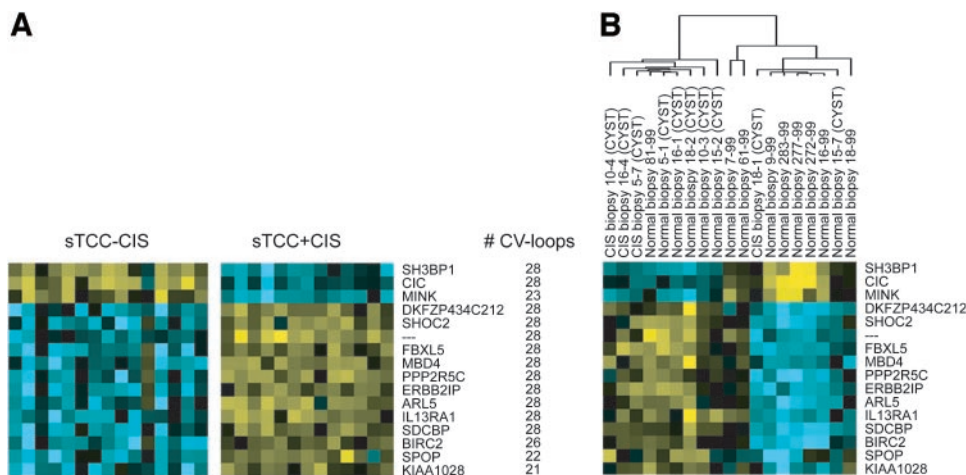 A
B
CIS biopsy 10-4 (CYST)
CIS biopsy 16-4 (CYST)
CIS biopsy 5-7 (CYST)
Normal biopsy 81-99
Normal biopsy 5-1 (CYST)
Normal biopsy 16-1 (CYST)
Normal biopsy 18-2 (CYST)
Normal biopsy 10-3 (CYST)
Normal biopsy 15-2 (CYST)
Normal biopsy 7-99
Normal biopsy 61-99
CIS biopsy 18-1 (CYST)
Normal biospy 9-99
Normal biopsy 283-99
Normal biopsy 277-99
Normal biopsy 272-99
Normal biopsy 16-99
Normal biopsy 15-7 (CYST)
Normal biopsy 18-99
sTCC-CIS sTCC+CIS # CV-loops
SH3BP1 28
CIC 28
MINK 23
DKFZP434C212 28
SHOC2 28
--- 28
FBXL5 28
MBD4 28
PPP2R5C 28
ERBB2IP 28
ARL5 28
IL13RA1 28
SDCBP 28
BIRC2 26
SPOP 22
KIAA1028 21
SH3BP1
CIC
MINK
DKFZP434C212
SHOC2
---
FBXL5
MBD4
PPP2R5C
ERBB2IP
ARL5
IL13RA1
SDCBP
BIRC2
SPOP
KIAA1028